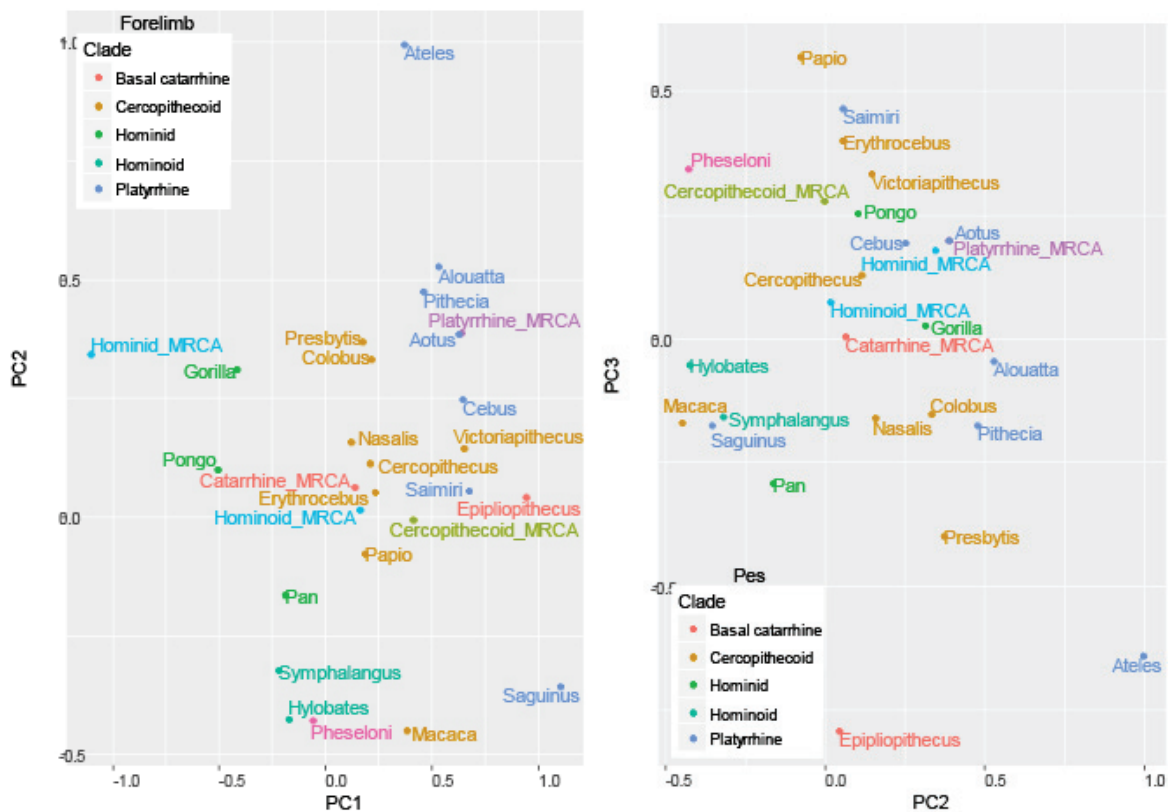 Forelimb
1.0
Clade
Basal catarrhine
Cercopithecoid
Hominid
Hominoid
Platyrrhine
Ateles
0.5
Alouatta
Pithecia
Platyrrhine_MRCA
Presbytis
Aotus
Hominid_MRCA
Colobus
Gorilla
Cebus
Nasalis
Victoriapithecus
Pongo
Cercopithecus
Catarrhine_MRCA
Saimiri
Erythrocebus
Epipliopithecus
0.0
Hominoid_MRCA
Cercopithecoid_MRCA
Papio
Pan
Symphalangus
Saguinus
Hylobates
Pheseloni
Macaca
-0.5
-1.0 -0.5 0.0 0.5 1.0
PC1
PC2
Papio
0.5
Saimiri
Erythrocebus
Pheseloni
Victoriapithecus
Cercopithecoid_MRCA
Pongo
Aotus
Cebus
Platyrrhine_MRCA
Hominid_MRCA
Cercopithecus
Hominoid_MRCA
Gorilla
0.0
Catarrhine_MRCA
Hylobates
Alouatta
Macaca
Colobus
Symphalangus
Nasalis
Saguinus
Pithecia
Pan
Presbytis
Pes
-0.5
Clade
Basal catarrhine
Cercopithecoid
Hominid
Hominoid
Platyrrhine
Ateles
Epipliopithecus
-0.5 0.0 0.5 1.0
PC2
PC3